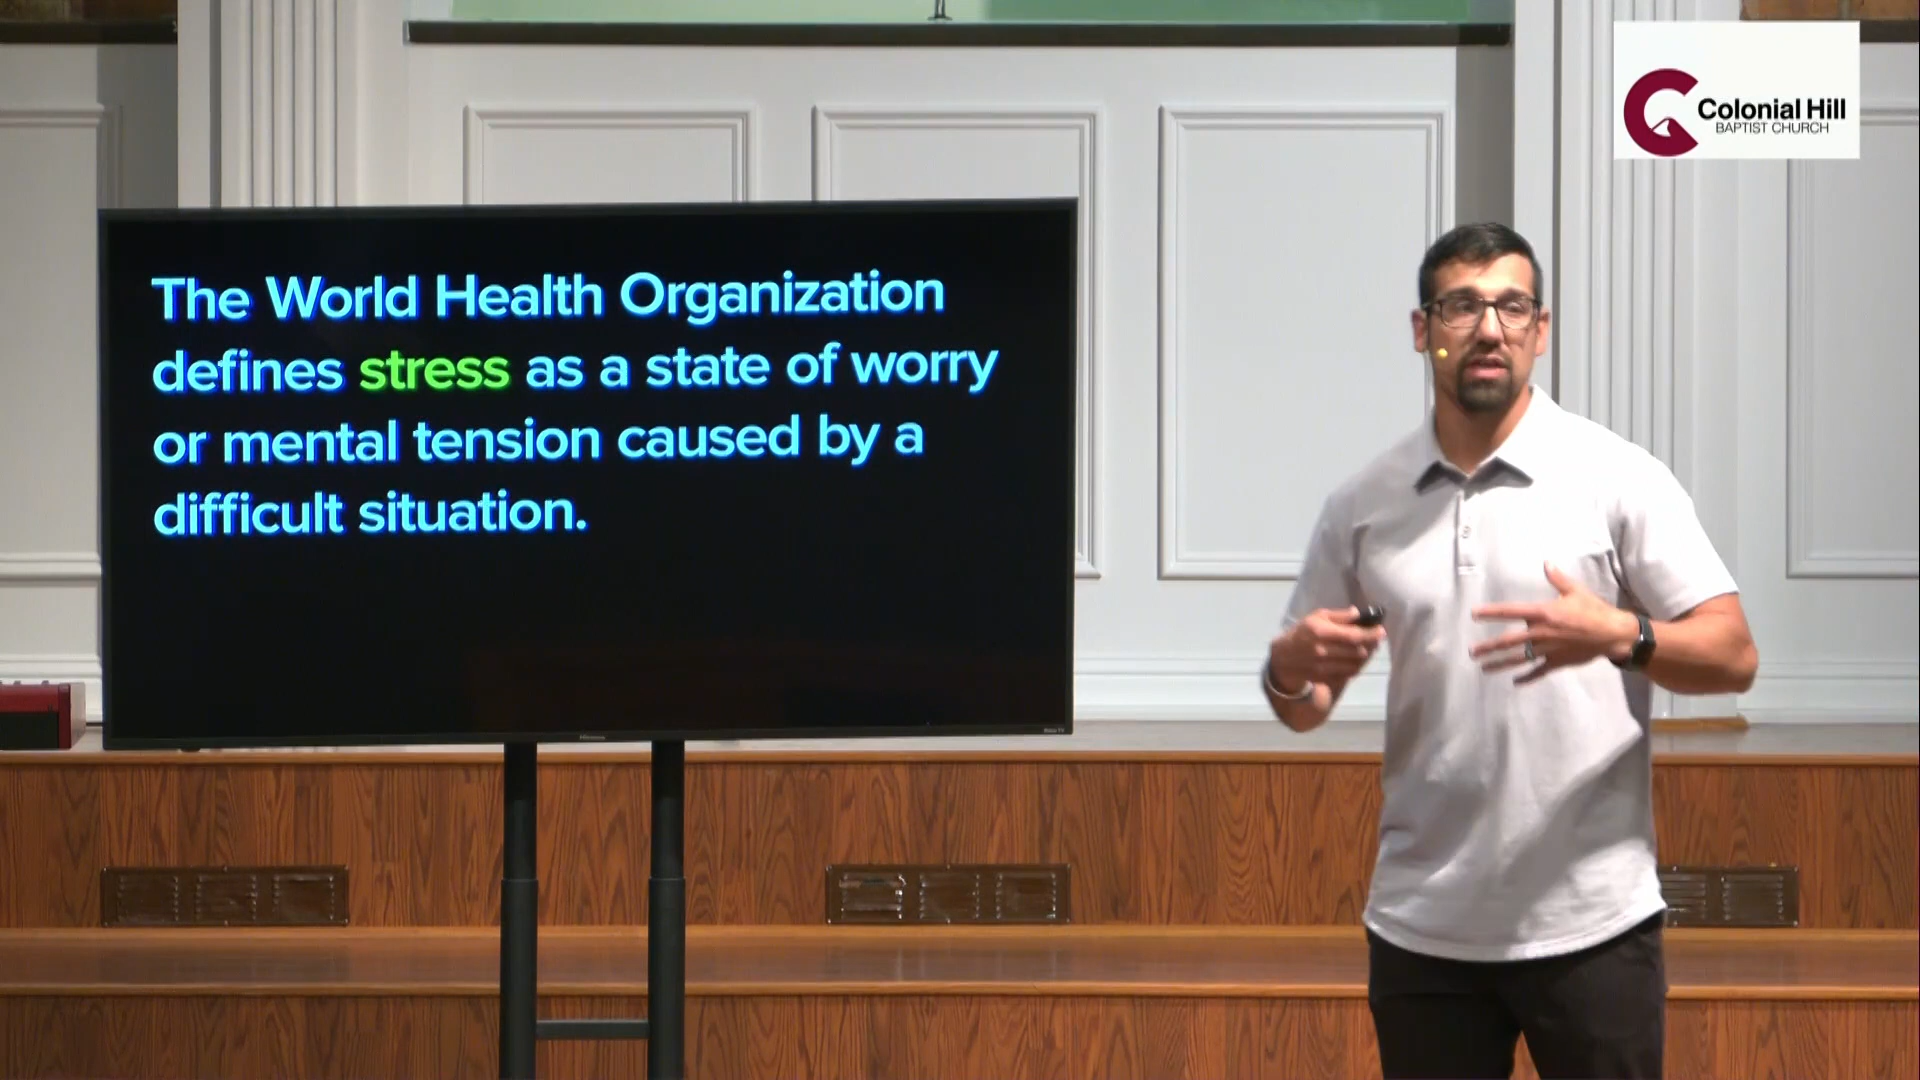 The World Health Organization
defines stress as a state of worry
or mental tension caused by a
difficult situation.
Colonial Hill
BAPTIST CHURCH